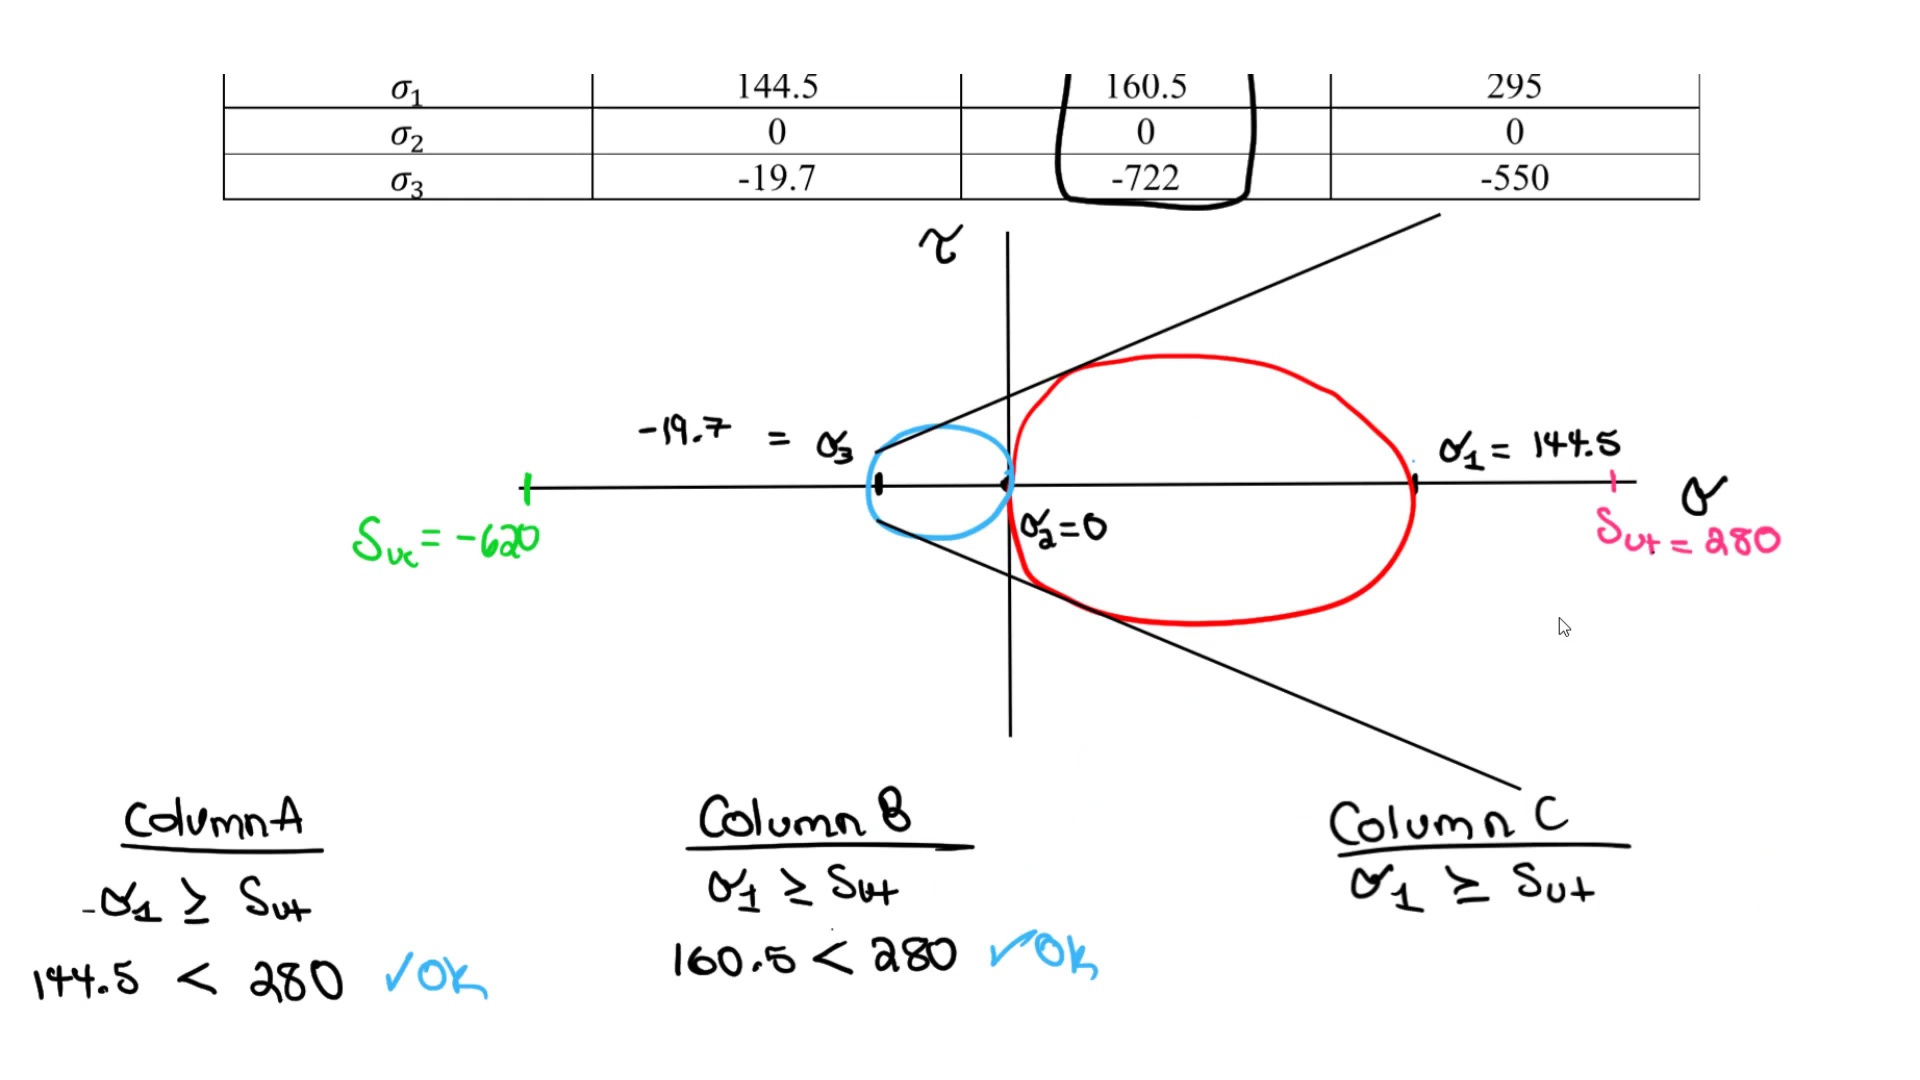 σ1 144.5 160.5 295
σ2 0 0 0
σ3 -19.7 -722 -550
τ
-19.7 = σ3
σ1 = 144.5
σ
Suc = -620
σ2=0
Sut = 280
Column A
Column B
Column C
-σ1 ≥ Sut
σ1 ≥ Sut
σ1 ≥ Sut
144.5 < 280 ✓OK
160.5 < 280 ✓OK